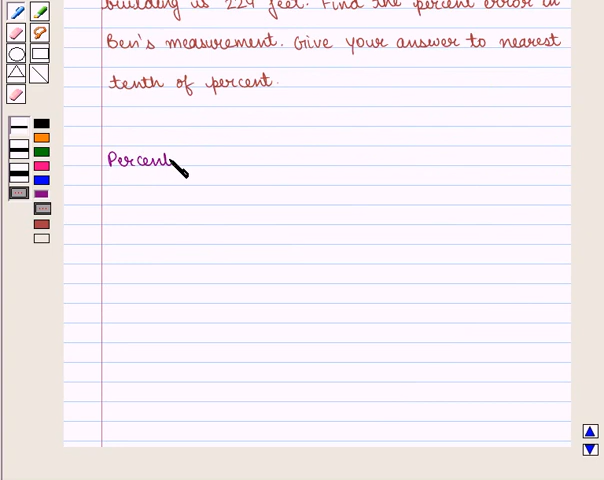 building is 224 feet. Find the percent error in
Ben's measurement. Give your answer to nearest
tenth of percent.
Percent